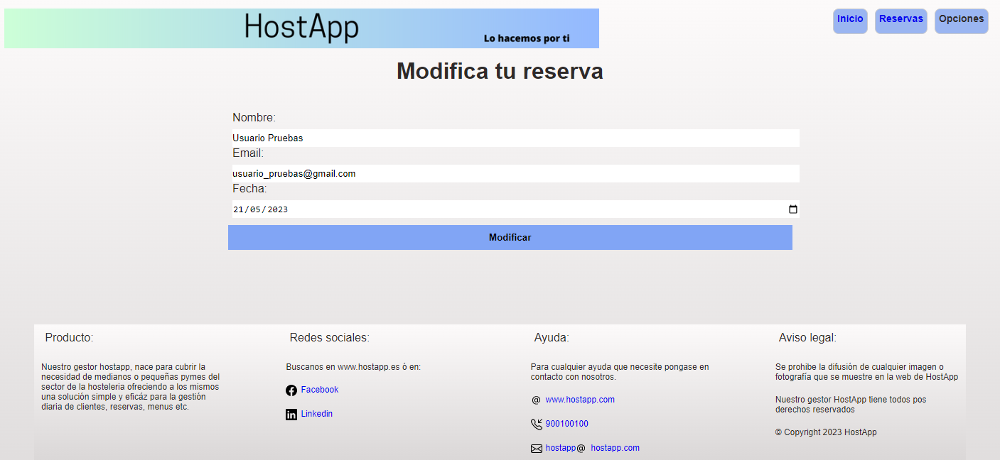 HostApp
Lo hacemos por ti
Inicio
Reservas
Opciones
Modifica tu reserva
Nombre:
Usuario Pruebas
Email:
usuario_pruebas@gmail.com
Fecha:
21/05/2023
Modificar
Producto:
Nuestro gestor hostapp, nace para cubrir la
necesidad de medianos o pequeñas pymes del
sector de la hosteleria ofreciendo a los mismos
una solución simple y eficáz para la gestión
diaria de clientes, reservas, menus etc.
Redes sociales:
Buscanos en www.hostapp.es ó en:
Facebook
Linkedin
Ayuda:
Para cualquier ayuda que necesite pongase en
contacto con nosotros.
@ www.hostapp.com
900100100
hostapp@ hostapp.com
Aviso legal:
Se prohibe la difusión de cualquier imagen o
fotografía que se muestre en la web de HostApp
Nuestro gestor HostApp tiene todos pos
derechos reservados
© Copyright 2023 HostApp